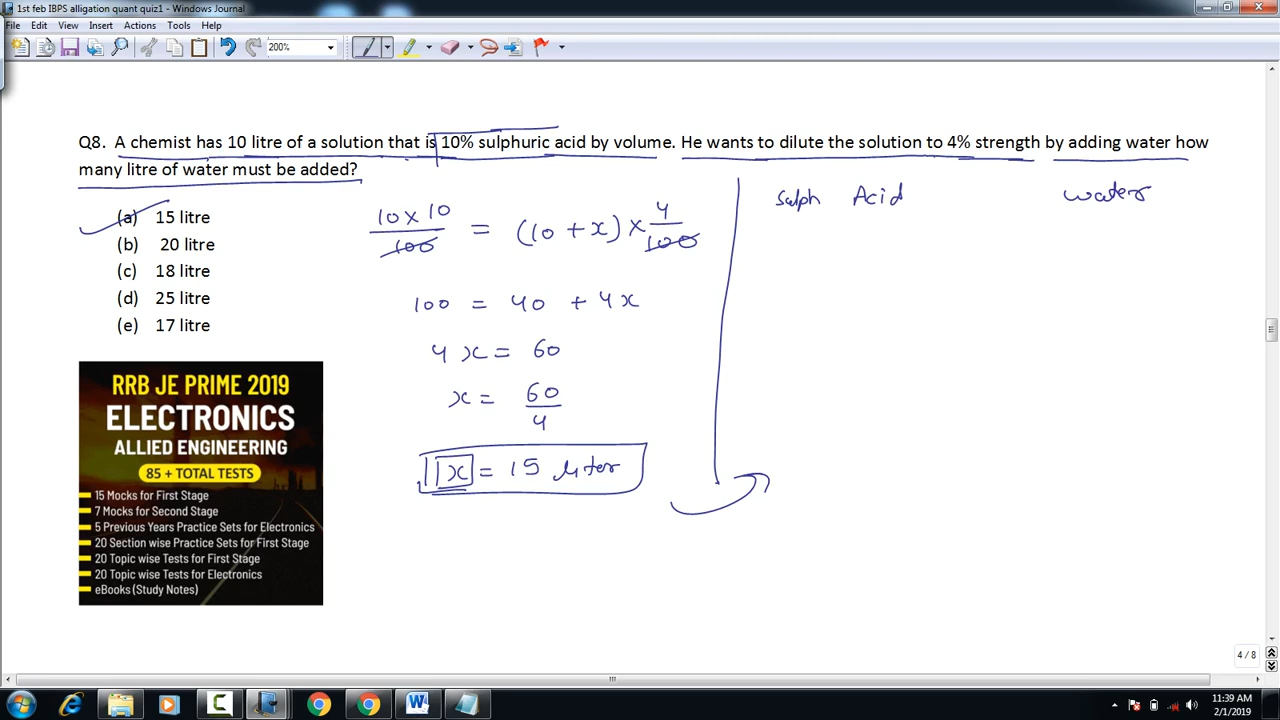 1st feb IBPS alligation quant quiz1 - Windows Journal
File Edit View Insert Actions Tools Help
200%
Q8. A chemist has 10 litre of a solution that is 10% sulphuric acid by volume. He wants to dilute the solution to 4% strength by adding water how
many litre of water must be added?
(a) 15 litre
(b) 20 litre
(c) 18 litre
(d) 25 litre
(e) 17 litre
10 x 10 / 100 = (10 + x) x 4 / 100
100 = 40 + 4x
4x = 60
x = 60 / 4
x = 15 liter
Sulph Acid water
RRB JE PRIME 2019
ELECTRONICS
ALLIED ENGINEERING
85 + TOTAL TESTS
15 Mocks for First Stage
7 Mocks for Second Stage
5 Previous Years Practice Sets for Electronics
20 Section wise Practice Sets for First Stage
20 Topic wise Tests for First Stage
20 Topic wise Tests for Electronics
eBooks (Study Notes)
4 / 8
11:39 AM
2/1/2019